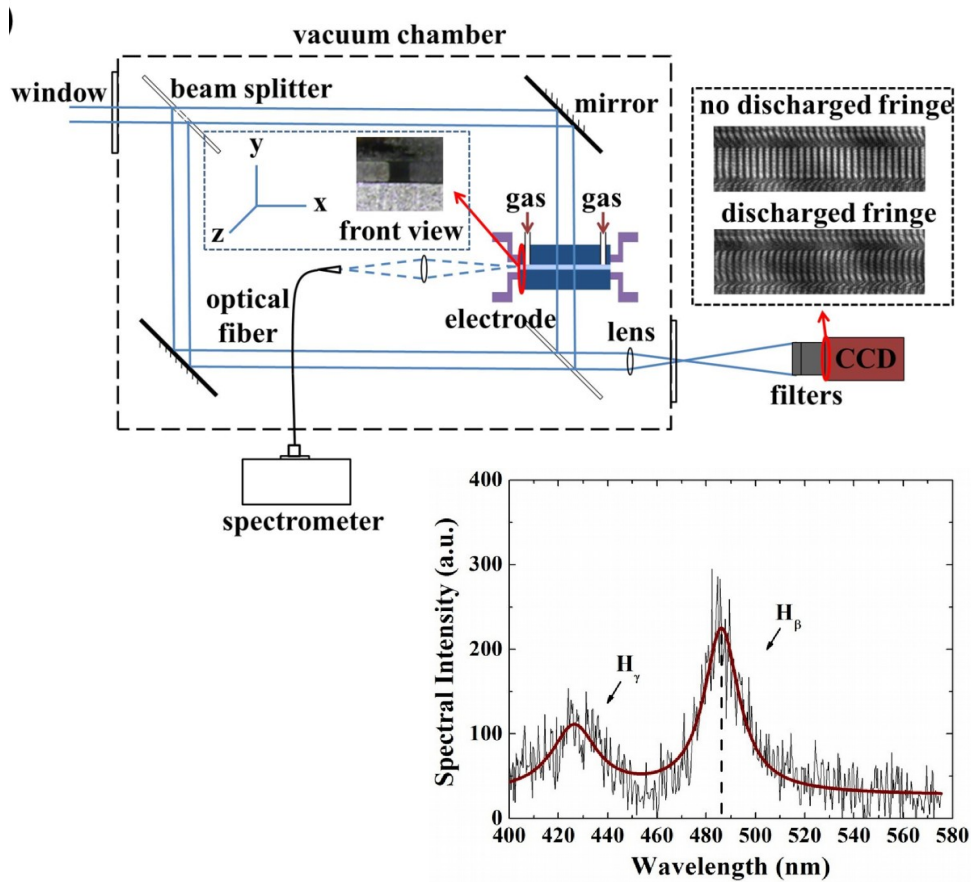 )
vacuum chamber
window
beam splitter
mirror
no discharged fringe
discharged fringe
y
x
z
front view
gas gas
optical
fiber
electrode
lens
CCD
filters
spectrometer
400
300
200
100
0
Spectral Intensity (a.u.)
Hγ
Hβ
400 420 440 460 480 500 520 540 560 580
Wavelength (nm)